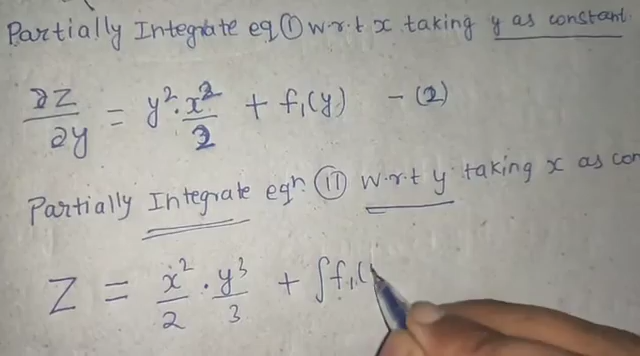 Partially Integrate eq ① w.r.t x taking y as constant
∂z/∂y = y² · x²/2 + f₁(y) - (2)
Partially Integrate eqⁿ ⑪ w.r.t y taking x as con
Z = x²/2 · y³/3 + ∫f₁(